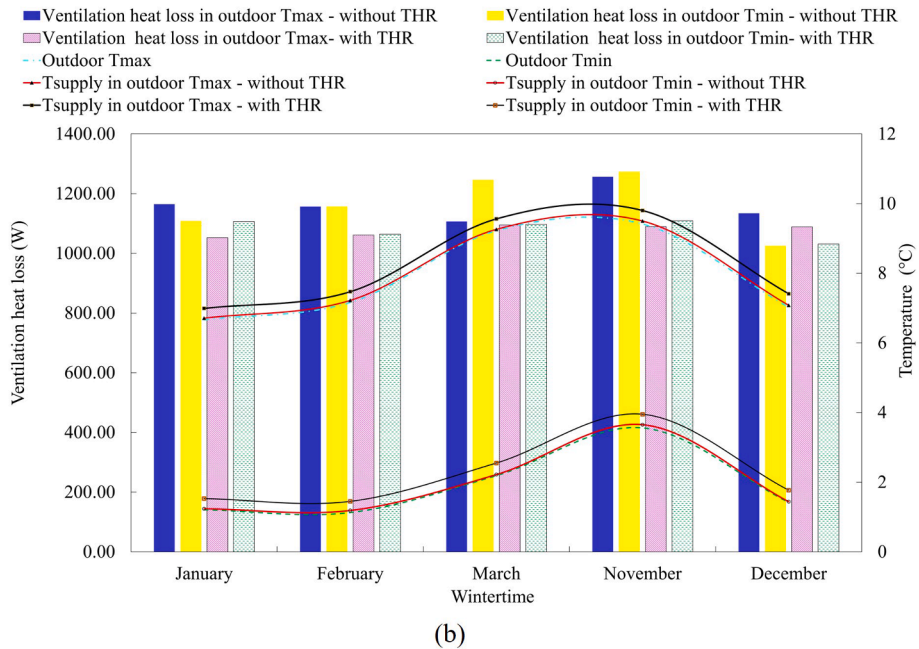 Ventilation heat loss in outdoor Tmax - without THR
Ventilation heat loss in outdoor Tmin - without THR
Ventilation heat loss in outdoor Tmax- with THR
Ventilation heat loss in outdoor Tmin- with THR
Outdoor Tmax
Outdoor Tmin
Tsupply in outdoor Tmax - without THR
Tsupply in outdoor Tmin - without THR
Tsupply in outdoor Tmax - with THR
Tsupply in outdoor Tmin - with THR
Ventilation heat loss (W)
1400.00
1200.00
1000.00
800.00
600.00
400.00
200.00
0.00
12
10
8
6
4
2
0
Temperature (°C)
January
February
March
November
December
Wintertime
(b)